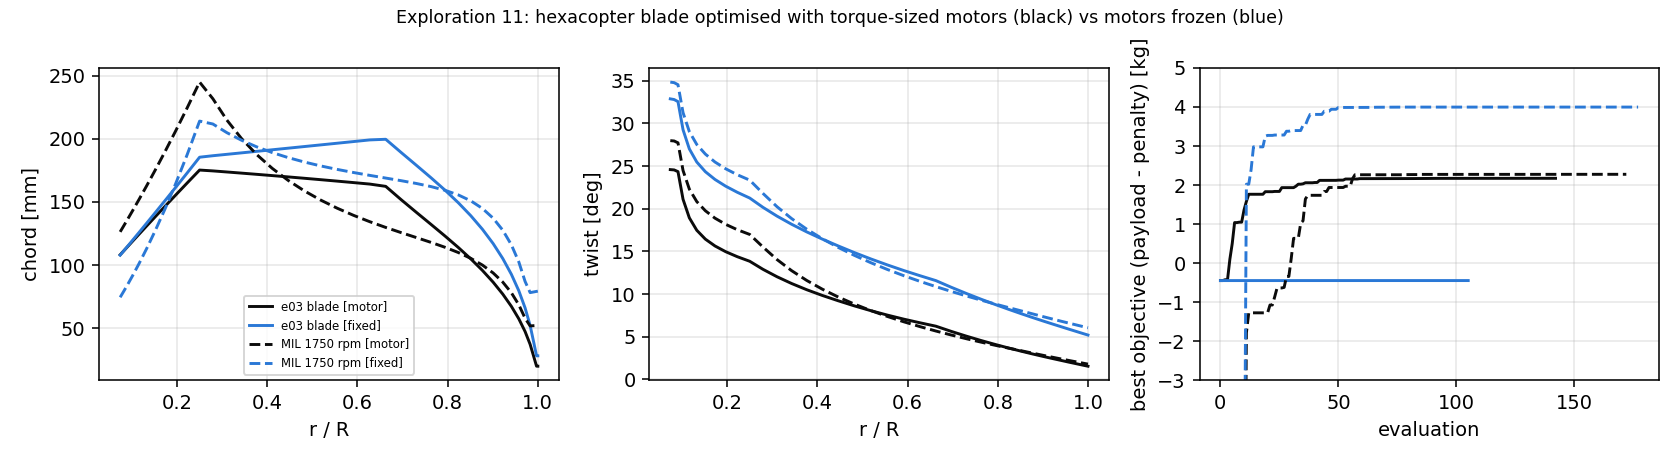 Exploration 11: hexacopter blade optimised with torque-sized motors (black) vs motors frozen (blue)
chord [mm]
250
200
150
100
50
0.2 0.4 0.6 0.8 1.0
r / R
e03 blade [motor]
e03 blade [fixed]
MIL 1750 rpm [motor]
MIL 1750 rpm [fixed]
twist [deg]
35
30
25
20
15
10
5
0
0.2 0.4 0.6 0.8 1.0
r / R
best objective (payload - penalty) [kg]
5
4
3
2
1
0
−1
−2
−3
0 50 100 150
evaluation